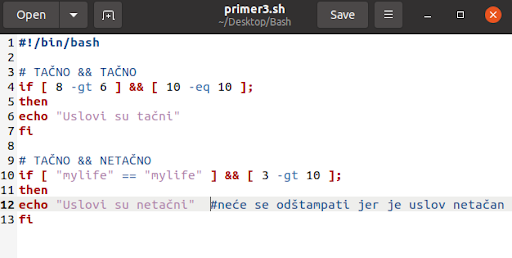 Open
primer3.sh
~/Desktop/Bash
Save
1 #!/bin/bash
2
3 # TAČNO && TAČNO
4 if [ 8 -gt 6 ] && [ 10 -eq 10 ];
5 then
6 echo "Uslovi su tačni"
7 fi
8
9 # TAČNO && NETAČNO
10 if [ "mylife" == "mylife" ] && [ 3 -gt 10 ];
11 then
12 echo "Uslovi su netačni"  #neće se odštampati jer je uslov netačan
13 fi